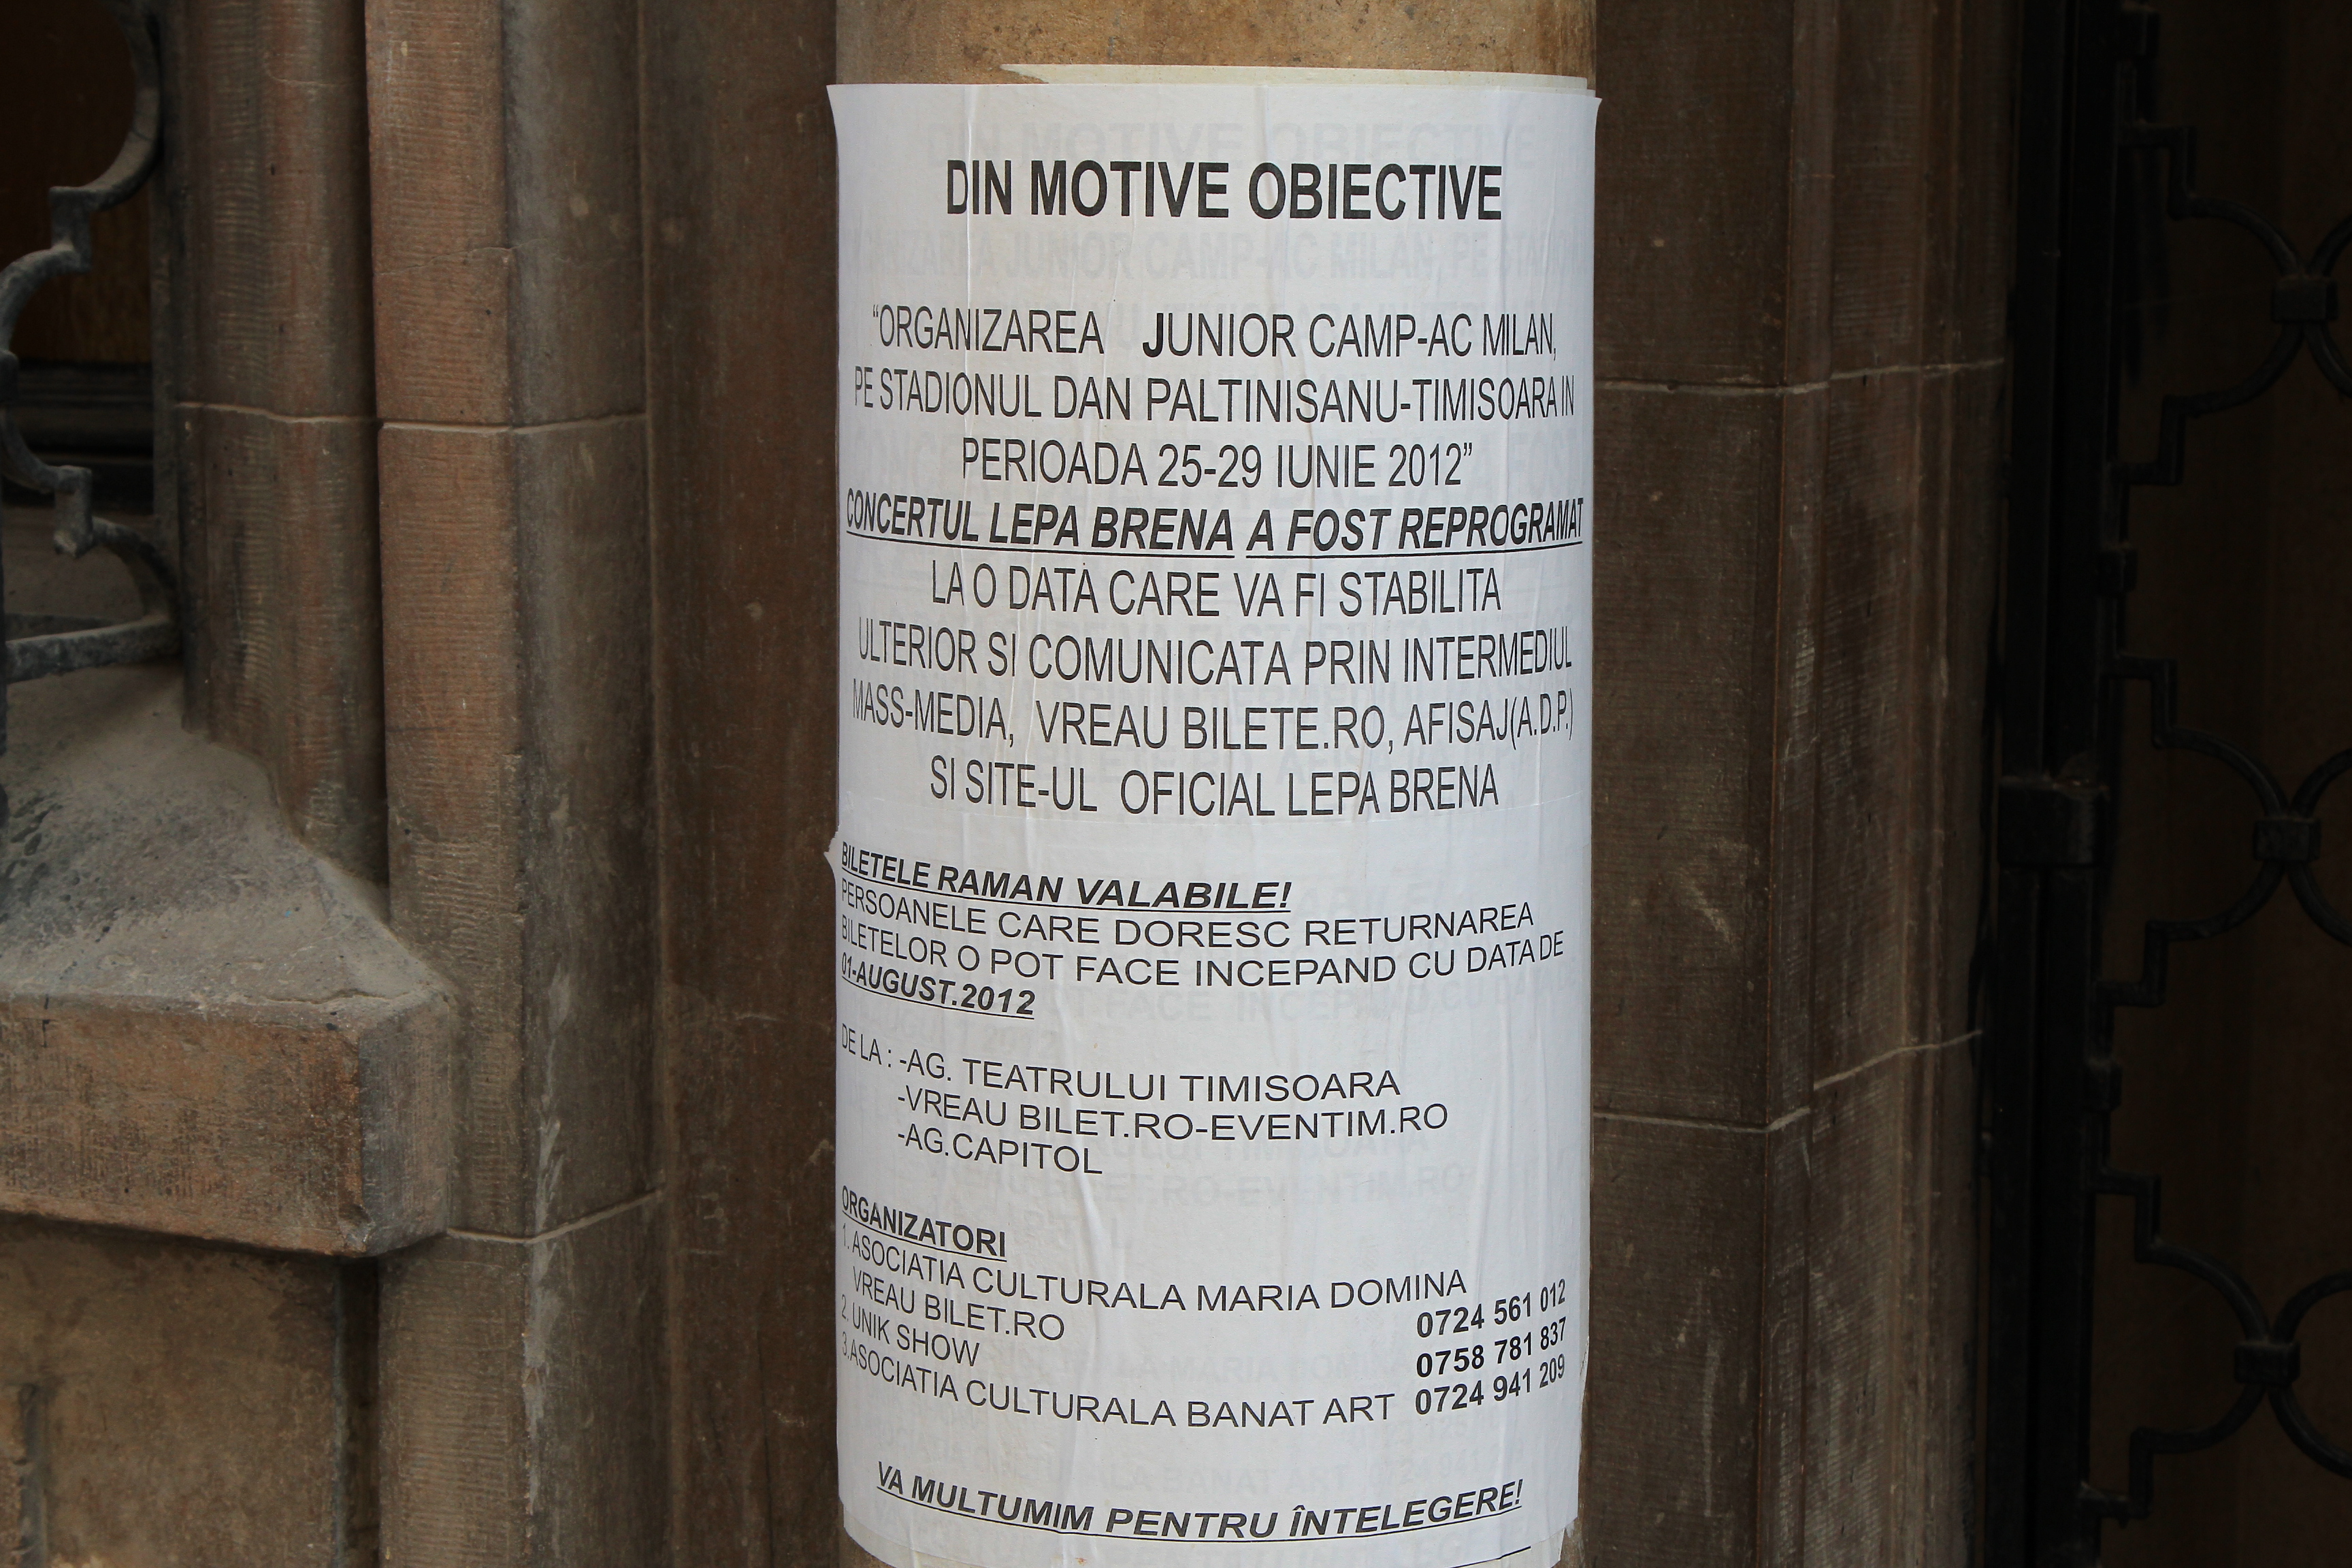 DIN MOTIVE OBIECTIVE
“ORGANIZAREA JUNIOR CAMP-AC MILAN,
PE STADIONUL DAN PALTINISANU-TIMISOARA IN
PERIOADA 25-29 IUNIE 2012”
CONCERTUL LEPA BRENA A FOST REPROGRAMAT
LA O DATA CARE VA FI STABILITA
ULTERIOR SI COMUNICATA PRIN INTERMEDIUL
MASS-MEDIA, VREAU BILETE.RO, AFISAJ(A.D.P.)
SI SITE-UL OFICIAL LEPA BRENA
BILETELE RAMAN VALABILE!
PERSOANELE CARE DORESC RETURNAREA
BILETELOR O POT FACE INCEPAND CU DATA DE
01-AUGUST.2012
DE LA : -AG. TEATRULUI TIMISOARA
-VREAU BILET.RO-EVENTIM.RO
-AG.CAPITOL
ORGANIZATORI
1. ASOCIATIA CULTURALA MARIA DOMINA
VREAU BILET.RO 0724 561 012
2. UNIK SHOW 0758 781 837
3.ASOCIATIA CULTURALA BANAT ART 0724 941 209
VA MULTUMIM PENTRU ÎNTELEGERE!